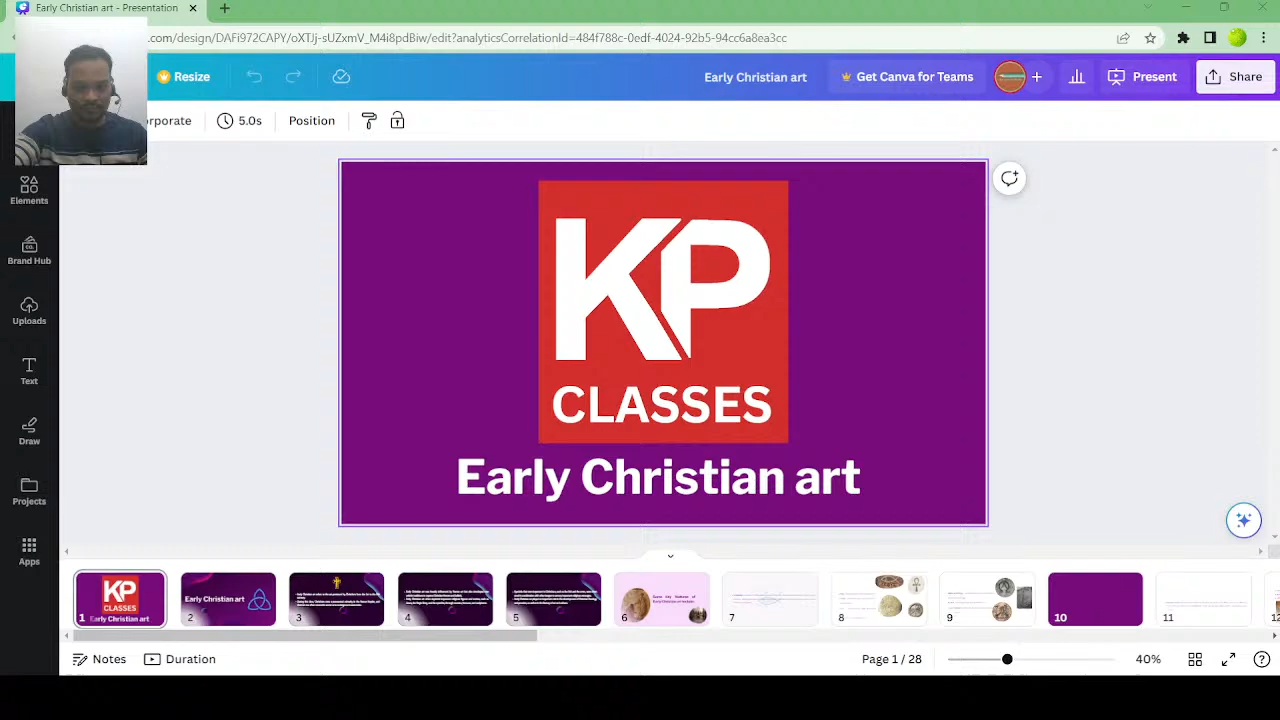 Early Christian art - Presentation
.com/design/DAFi972CAPY/oXTJj-sUZxmV_M4i8pdBiw/edit?analyticsCorrelationId=484f788c-0edf-4024-92b5-94cc6a8ea3cc
Resize
Early Christian art
Get Canva for Teams
Present
Share
orporate
5.0s
Position
Elements
Brand Hub
Uploads
Text
Draw
Projects
Apps
KP
CLASSES
Early Christian art
KP
CLASSES
1 Early Christian art
Early Christian art
2
3
4
5
6
7
8
9
10
11
12
Notes
Duration
Page 1 / 28
40%